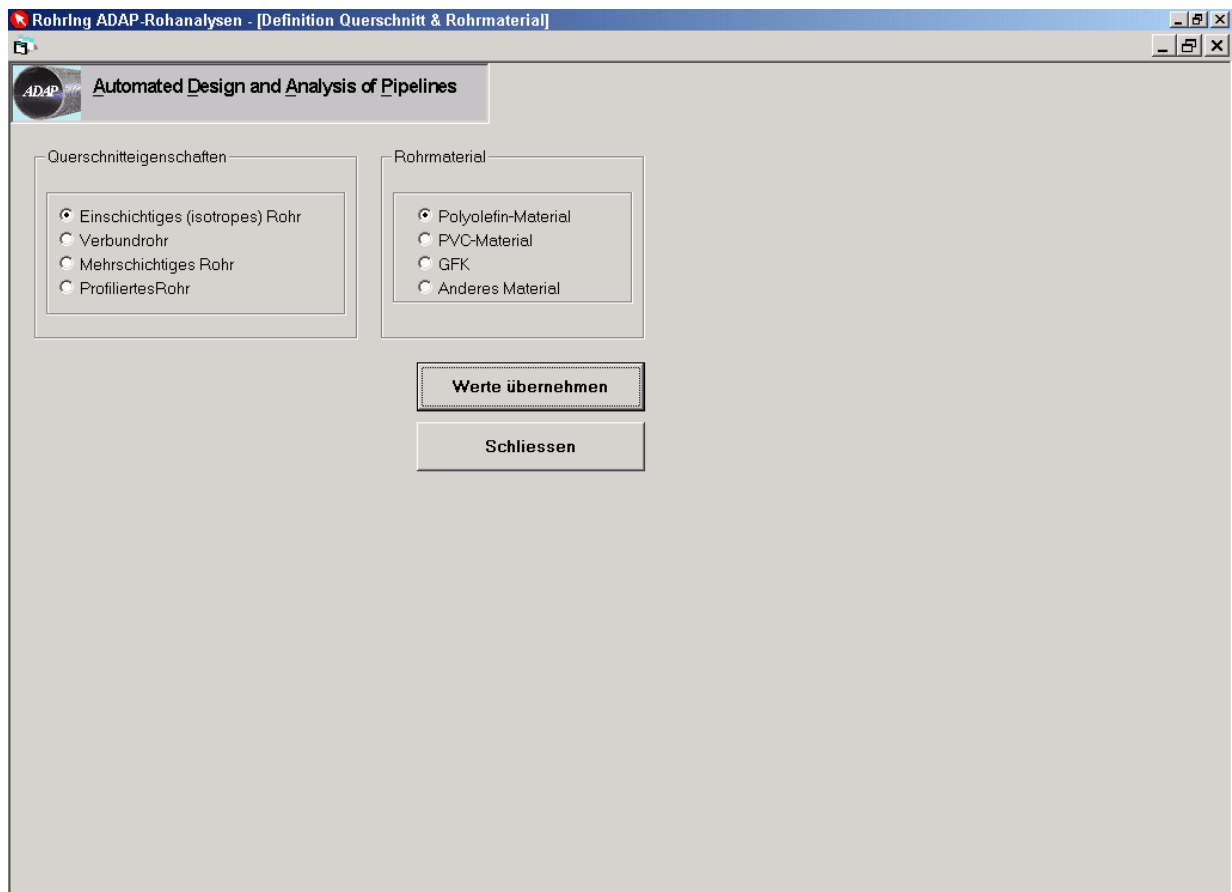 RohrIng ADAP-Rohanalysen - [Definition Querschnitt & Rohrmaterial]
ADAP
Automated Design and Analysis of Pipelines
Querschnitteigenschaften
Einschichtiges (isotropes) Rohr
Verbundrohr
Mehrschichtiges Rohr
ProfiliertesRohr
Rohrmaterial
Polyolefin-Material
PVC-Material
GFK
Anderes Material
Werte übernehmen
Schliessen